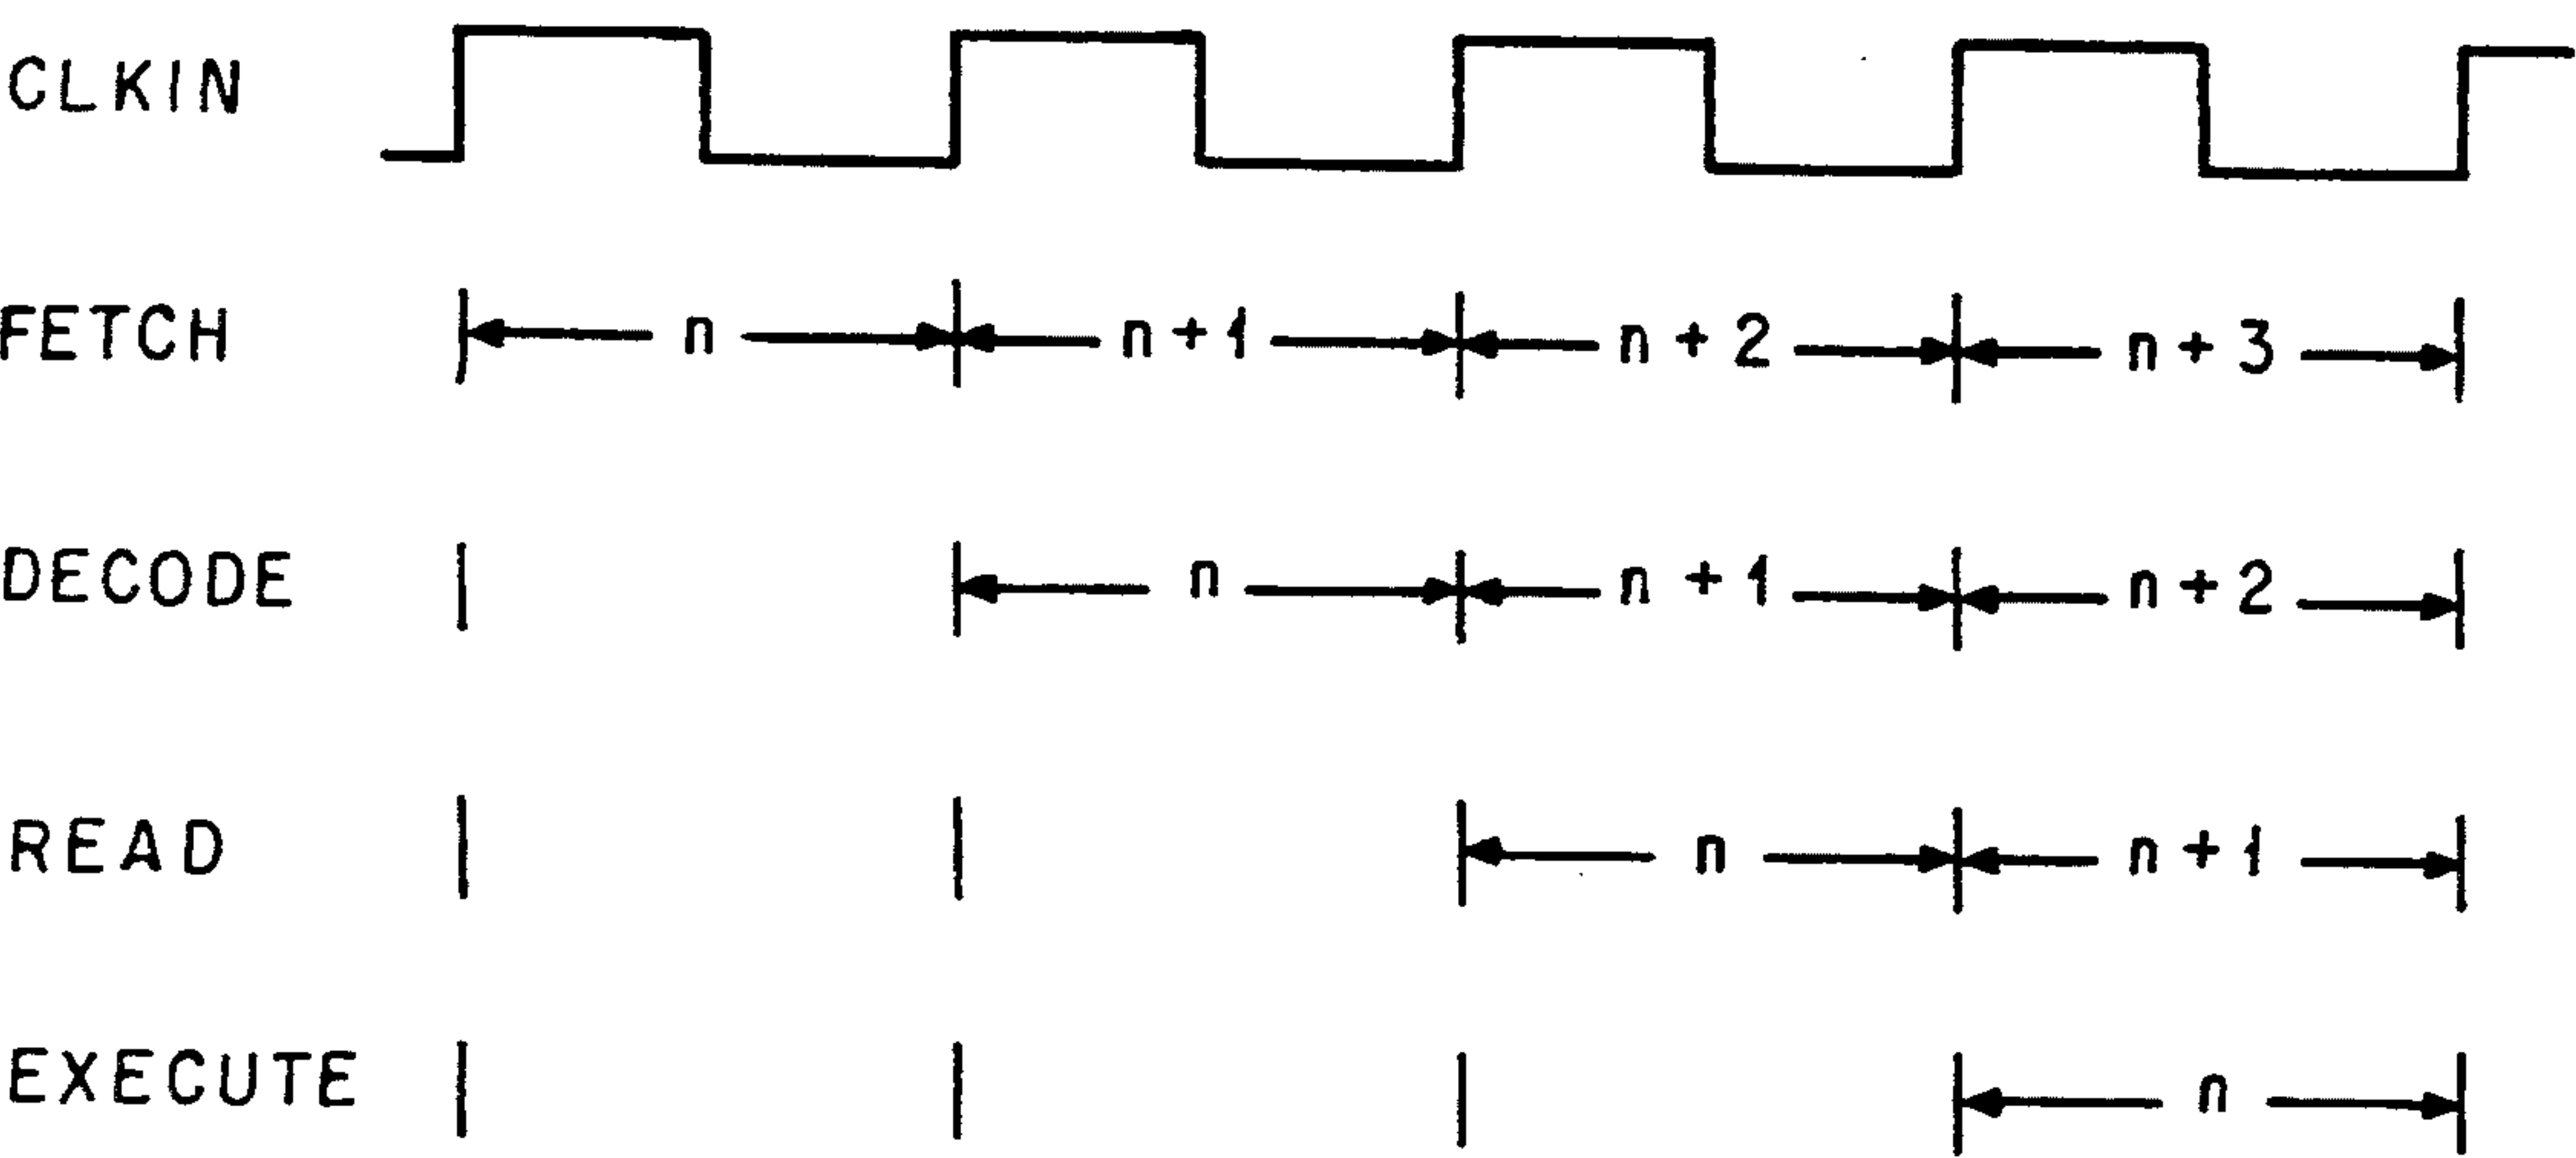 CLKIN
FETCH n n + 1 n + 2 n + 3
DECODE n n + 1 n + 2
READ n n + 1
EXECUTE n